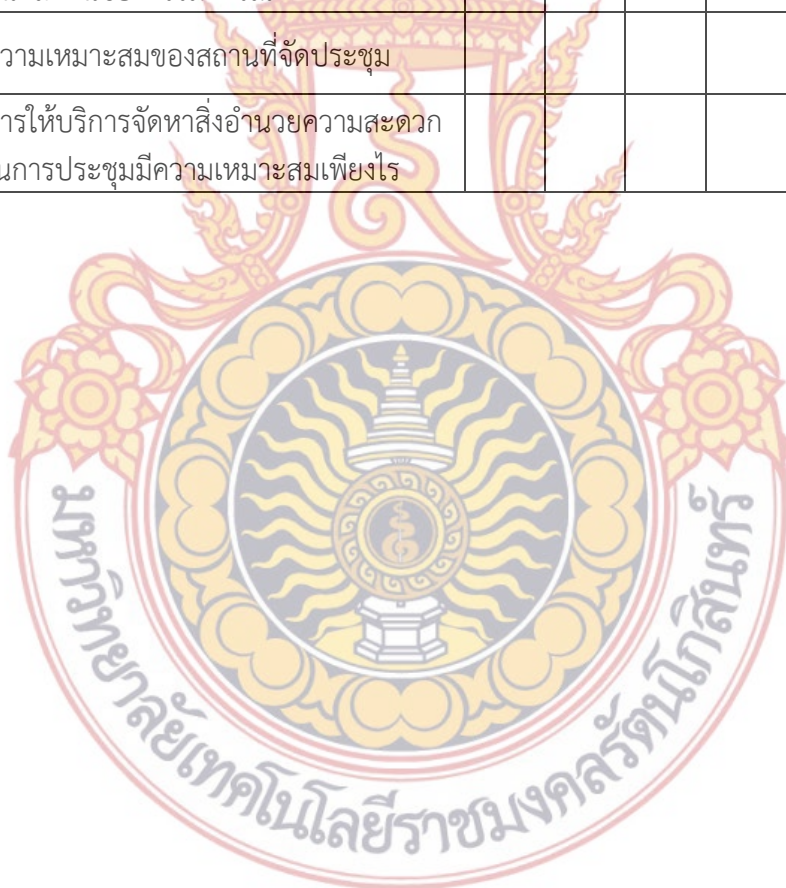 ความเหมาะสมของสถานที่จัดประชุม
การให้บริการจัดหาสิ่งอำนวยความสะดวก
ในการประชุมมีความเหมาะสมเพียงไร
มหาวิทยาลัยเทคโนโลยีราชมงคลรัตนโกสินทร์